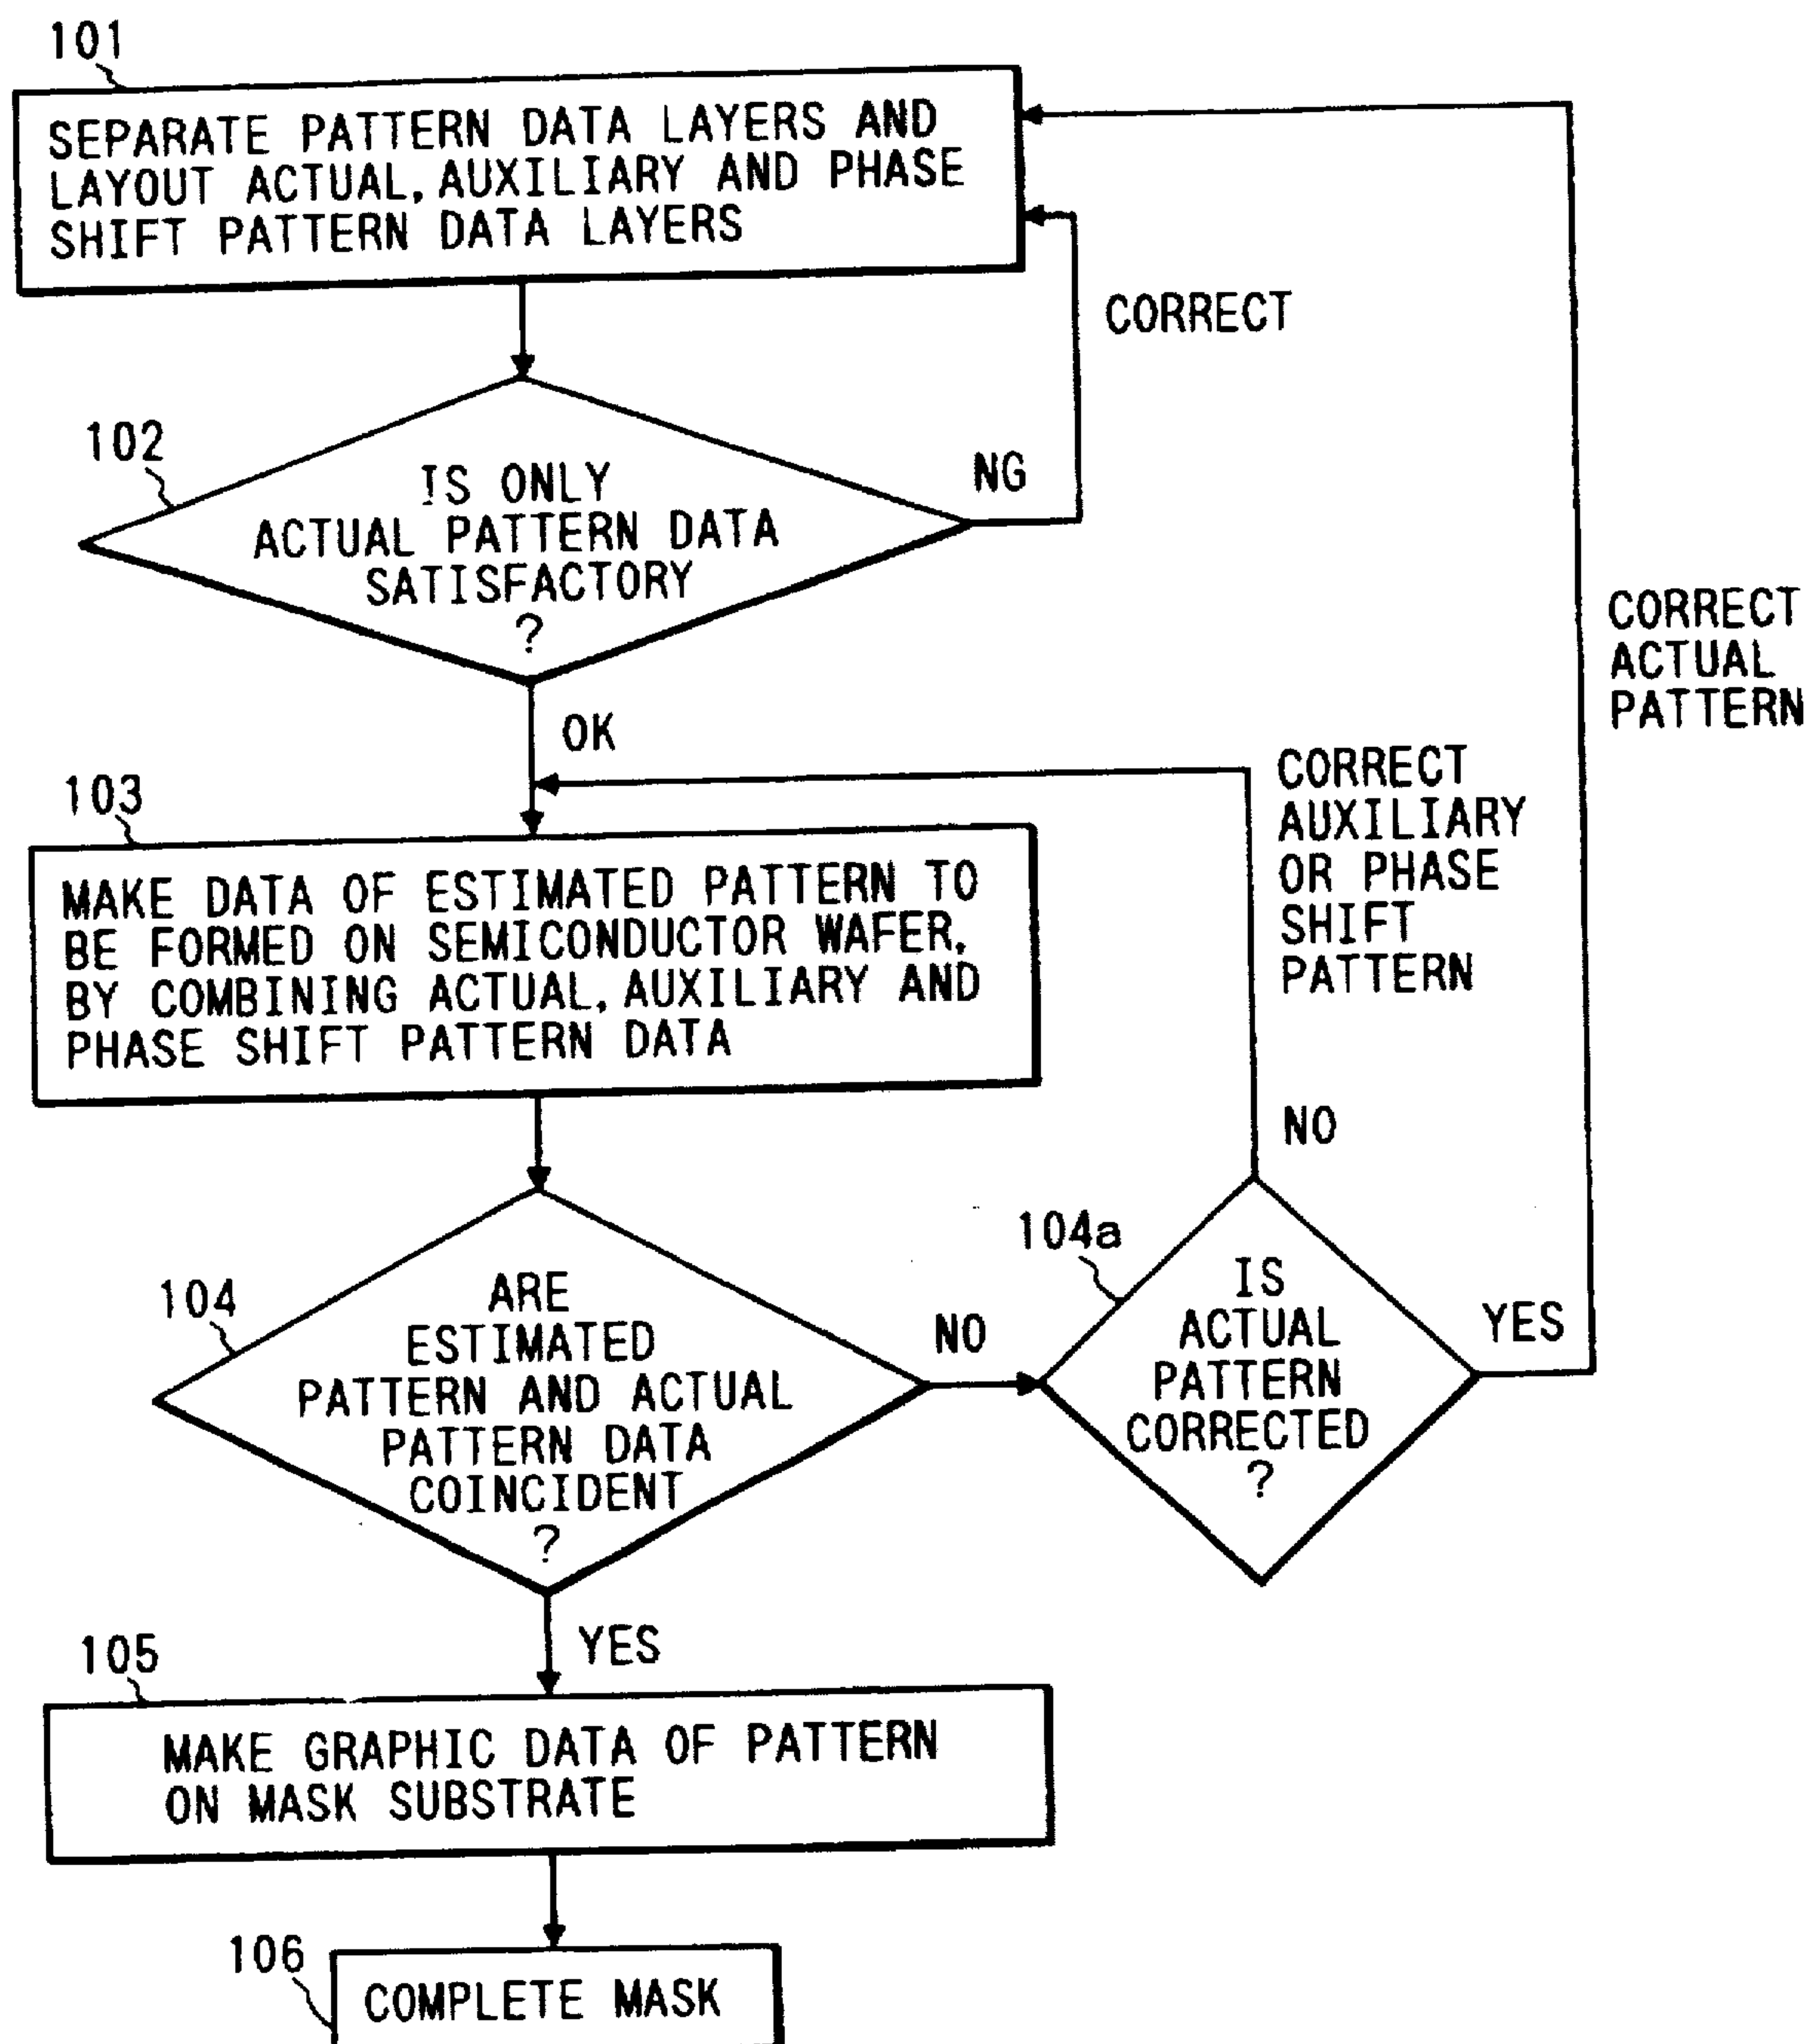 101
SEPARATE PATTERN DATA LAYERS AND
LAYOUT ACTUAL, AUXILIARY AND PHASE
SHIFT PATTERN DATA LAYERS
CORRECT
102
IS ONLY
ACTUAL PATTERN DATA
SATISFACTORY
?
NG
OK
CORRECT
ACTUAL
PATTERN
CORRECT
AUXILIARY
OR PHASE
SHIFT
PATTERN
103
MAKE DATA OF ESTIMATED PATTERN TO
BE FORMED ON SEMICONDUCTOR WAFER,
BY COMBINING ACTUAL, AUXILIARY AND
PHASE SHIFT PATTERN DATA
NO
104
ARE
ESTIMATED
PATTERN AND ACTUAL
PATTERN DATA
COINCIDENT
?
NO
104a
IS
ACTUAL
PATTERN
CORRECTED
?
YES
YES
105
MAKE GRAPHIC DATA OF PATTERN
ON MASK SUBSTRATE
106
COMPLETE MASK